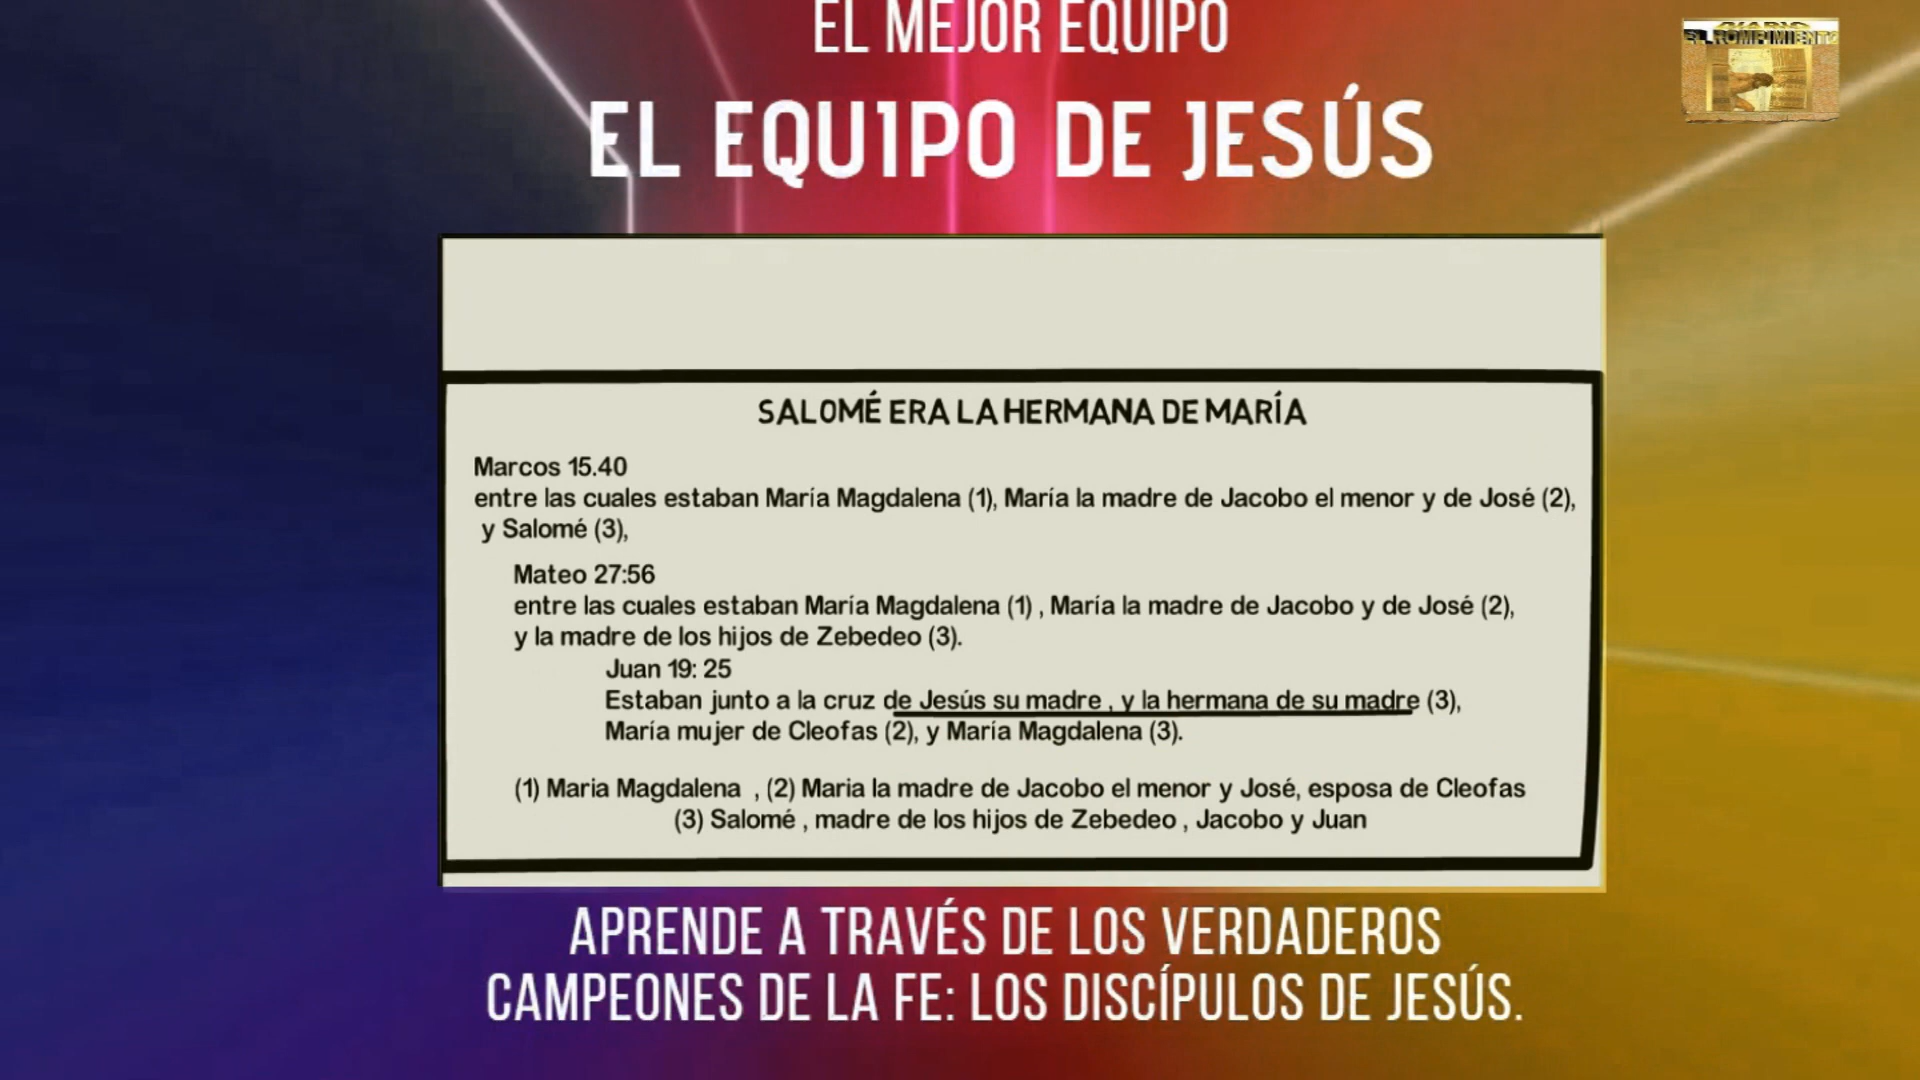 EL MEJOR EQUIPO
EL EQUIPO DE JESÚS
DIARIO
EL ROMPIMIENTO
SALOMÉ ERA LA HERMANA DE MARÍA
Marcos 15.40
entre las cuales estaban María Magdalena (1), María la madre de Jacobo el menor y de José (2),
y Salomé (3),
Mateo 27:56
entre las cuales estaban María Magdalena (1) , María la madre de Jacobo y de José (2),
y la madre de los hijos de Zebedeo (3).
Juan 19: 25
Estaban junto a la cruz de Jesús su madre , y la hermana de su madre (3),
María mujer de Cleofas (2), y María Magdalena (3).
(1) Maria Magdalena , (2) Maria la madre de Jacobo el menor y José, esposa de Cleofas
(3) Salomé , madre de los hijos de Zebedeo , Jacobo y Juan
APRENDE A TRAVÉS DE LOS VERDADEROS
CAMPEONES DE LA FE: LOS DISCÍPULOS DE JESÚS.